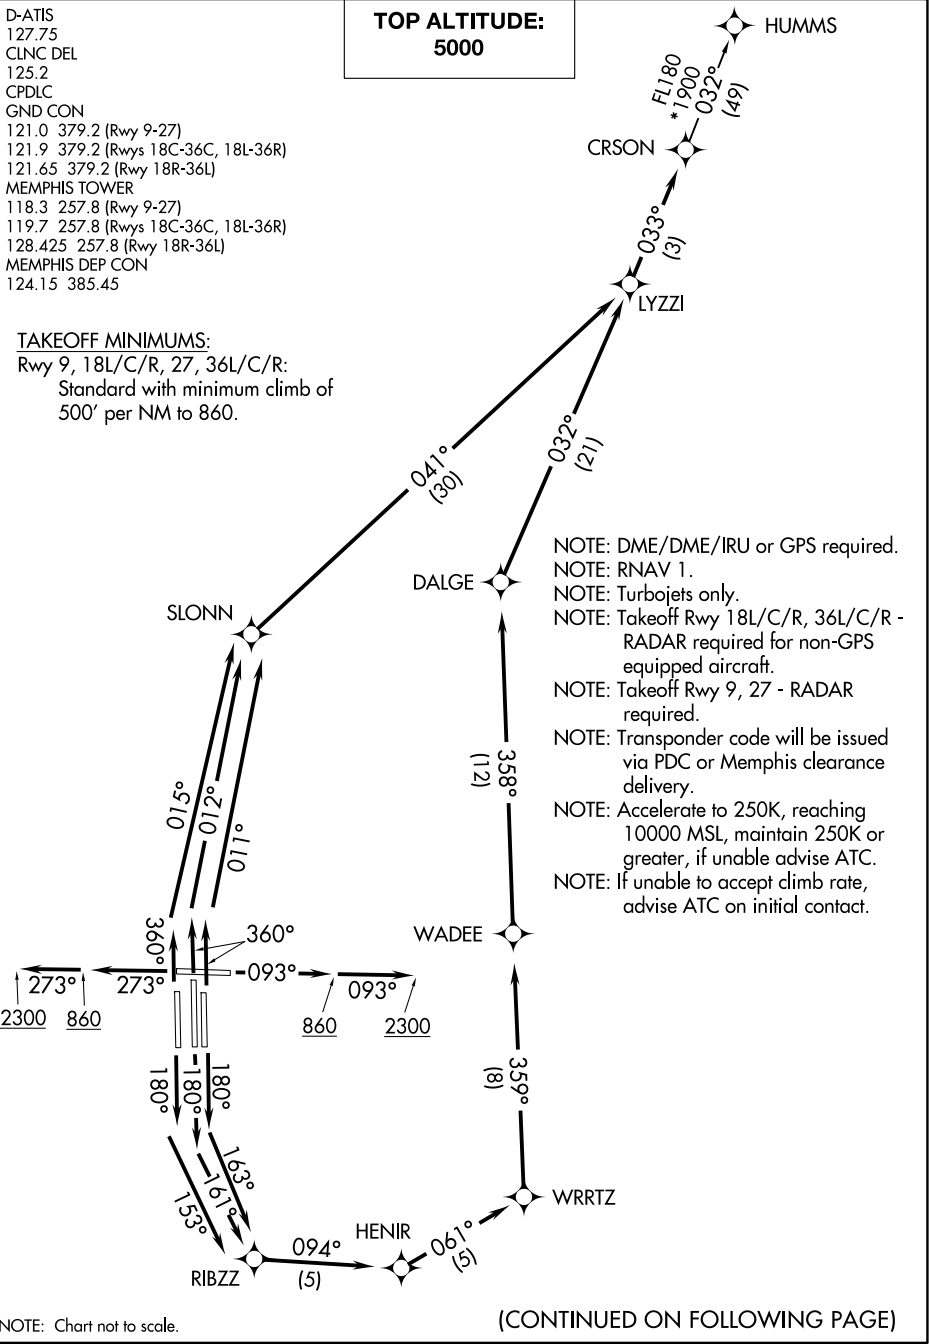 D-ATIS
127.75
CLNC DEL
125.2
CPDLC
GND CON
121.0 379.2 (Rwy 9-27)
121.9 379.2 (Rwys 18C-36C, 18L-36R)
121.65 379.2 (Rwy 18R-36L)
MEMPHIS TOWER
118.3 257.8 (Rwy 9-27)
119.7 257.8 (Rwys 18C-36C, 18L-36R)
128.425 257.8 (Rwy 18R-36L)
MEMPHIS DEP CON
124.15 385.45
TOP ALTITUDE:
5000
HUMMS
FL180
*1900
032°
(49)
CRSON
033°
(3)
LYZZI
TAKEOFF MINIMUMS:
Rwy 9, 18L/C/R, 27, 36L/C/R:
Standard with minimum climb of
500' per NM to 860.
041°
(30)
032°
(21)
DALGE
SLONN
NOTE: DME/DME/IRU or GPS required.
NOTE: RNAV 1.
NOTE: Turbojets only.
NOTE: Takeoff Rwy 18L/C/R, 36L/C/R -
RADAR required for non-GPS
equipped aircraft.
NOTE: Takeoff Rwy 9, 27 - RADAR
required.
NOTE: Transponder code will be issued
via PDC or Memphis clearance
delivery.
NOTE: Accelerate to 250K, reaching
10000 MSL, maintain 250K or
greater, if unable advise ATC.
NOTE: If unable to accept climb rate,
advise ATC on initial contact.
358°
(12)
015°
012°
011°
WADEE
360°
360°
273°
273°
093°
093°
2300
860
860
2300
359°
(8)
180°
180°
180°
163°
161°
153°
WRRTZ
HENIR
061°
(5)
094°
(5)
RIBZZ
NOTE: Chart not to scale.
(CONTINUED ON FOLLOWING PAGE)